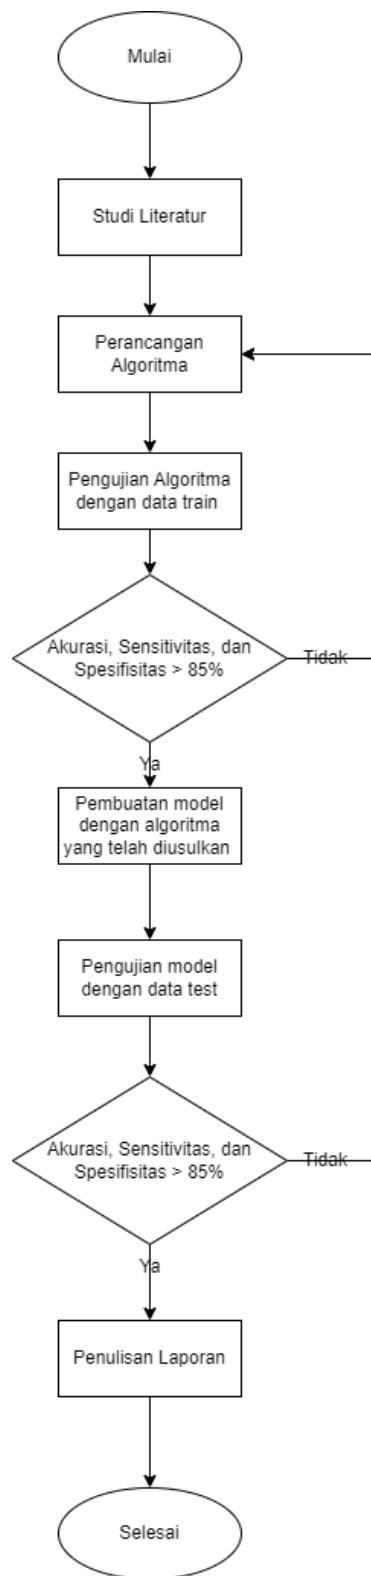 Mulai
Studi Literatur
Perancangan
Algoritma
Pengujian Algoritma
dengan data train
Akurasi, Sensitivitas, dan
Spesifisitas > 85%
Tidak
Ya
Pembuatan model
dengan algoritma
yang telah diusulkan
Pengujian model
dengan data test
Akurasi, Sensitivitas, dan
Spesifisitas > 85%
Tidak
Ya
Penulisan Laporan
Selesai